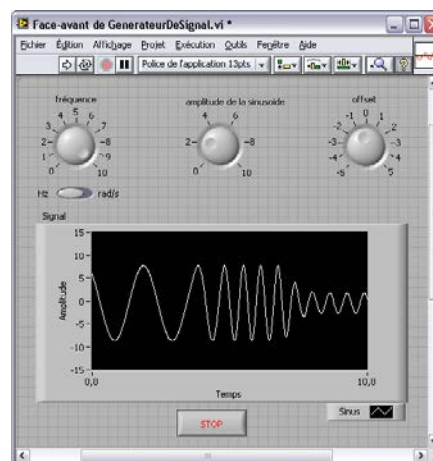 Face-avant de GenerateurDeSignal.vi *
Fichier Édition Affichage Projet Exécution Outils Fenêtre Aide
Police de l'application 13pts
fréquence
0 1 2 3 4 5 6 7 8 9 10
amplitude de la sinusoide
0 2 4 6 8 10
offset
-5 -4 -3 -2 -1 0 1 2 3 4 5
Hz rad/s
Signal
Amplitude
15
10
5
0
-5
-10
-15
0,0 10,0
Temps
Sinus
STOP